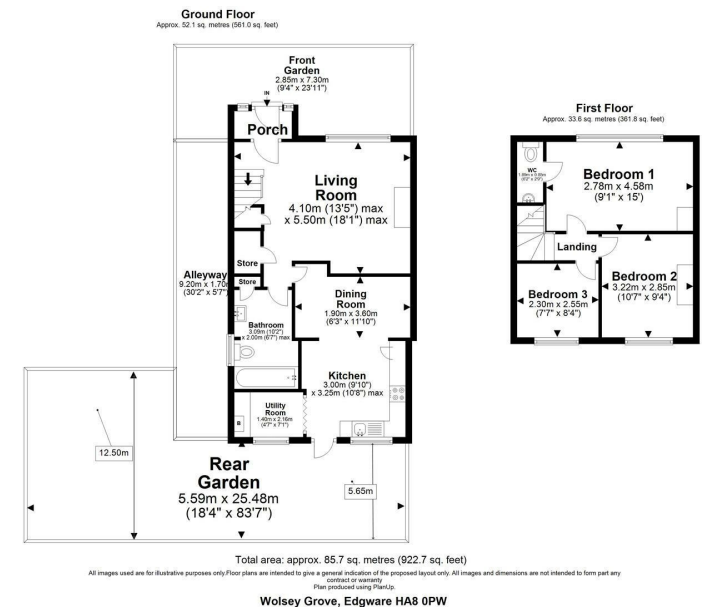 Ground Floor
Approx. 52.1 sq. metres (561.0 sq. feet)
Front
Garden
2.85m x 7.30m
(9'4" x 23'11")
IN
Porch
Living
Room
4.10m (13'5") max
x 5.50m (18'1") max
Store
Alleyway
9.20m x 1.70m
(30'2" x 5'7")
Store
Dining
Room
1.90m x 3.60m
(6'3" x 11'10")
Bathroom
3.09m (10'2")
x 2.00m (6'7") max
Kitchen
3.00m (9'10")
x 3.25m (10'8") max
Utility
Room
1.40m x 2.16m
(4'7" x 7'1")
B
12.50m
Rear
Garden
5.59m x 25.48m
(18'4" x 83'7")
5.65m
First Floor
Approx. 33.6 sq. metres (361.8 sq. feet)
WC
Bedroom 1
2.78m x 4.58m
(9'1" x 15')
Landing
Bedroom 2
3.22m x 2.85m
(10'7" x 9'4")
Bedroom 3
2.30m x 2.55m
(7'7" x 8'4")
Total area: approx. 85.7 sq. metres (922.7 sq. feet)
All images used are for illustrative purposes only.Floor plans are intended to give a general indication of the proposed layout only. All images and dimensions are not intended to form part any
contract or warranty
Plan produced using PlanUp.
Wolsey Grove, Edgware HA8 0PW